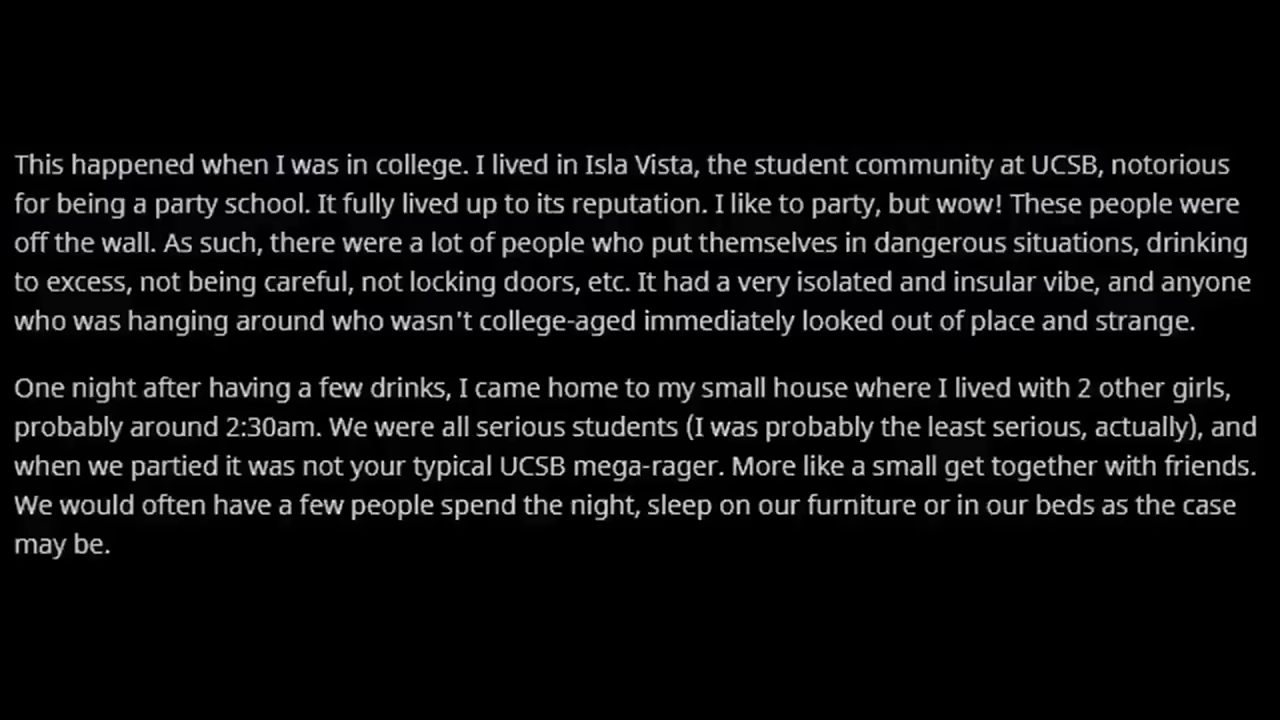 This happened when I was in college. I lived in Isla Vista, the student community at UCSB, notorious
for being a party school. It fully lived up to its reputation. I like to party, but wow! These people were
off the wall. As such, there were a lot of people who put themselves in dangerous situations, drinking
to excess, not being careful, not locking doors, etc. It had a very isolated and insular vibe, and anyone
who was hanging around who wasn't college-aged immediately looked out of place and strange.
One night after having a few drinks, I came home to my small house where I lived with 2 other girls,
probably around 2:30am. We were all serious students (I was probably the least serious, actually), and
when we partied it was not your typical UCSB mega-rager. More like a small get together with friends.
We would often have a few people spend the night, sleep on our furniture or in our beds as the case
may be.